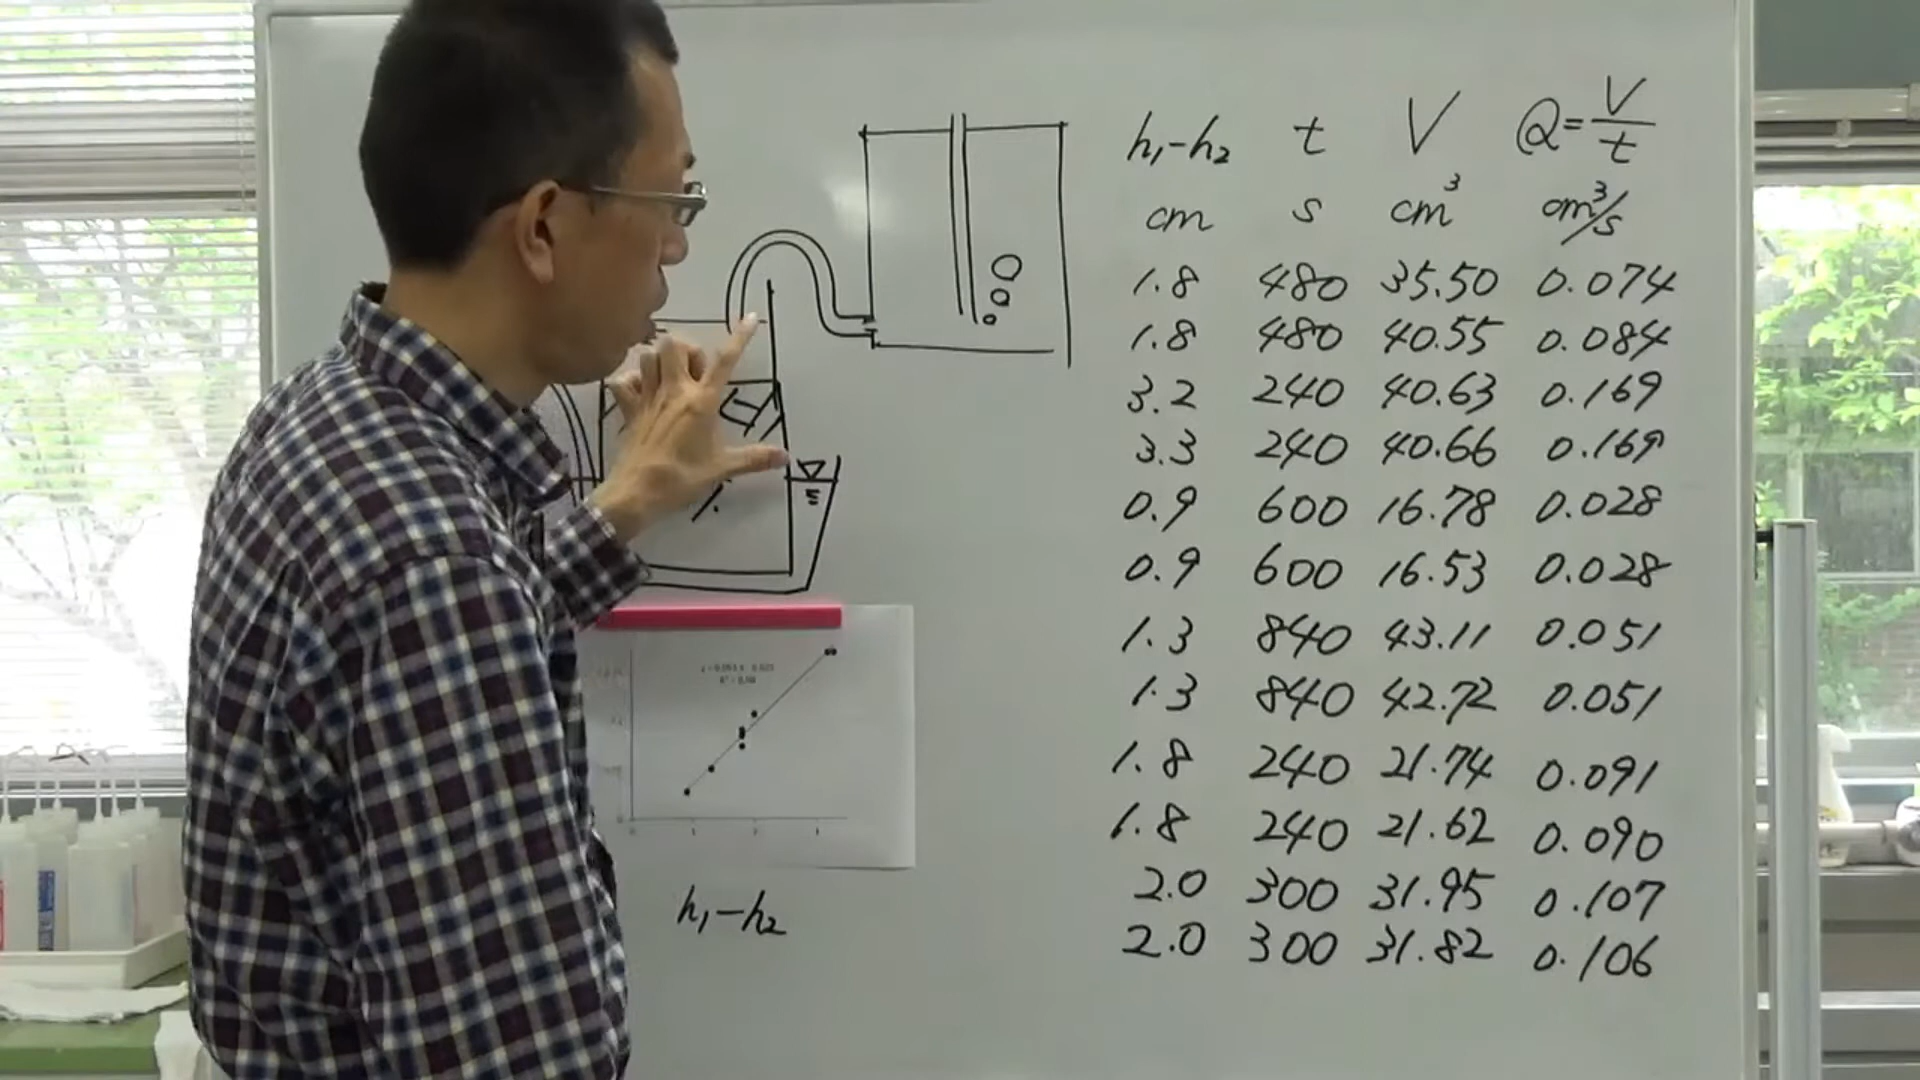 h₁-h₂ t V Q=V/t
cm s cm³ cm³/s
1.8 480 35.50 0.074
1.8 480 40.55 0.084
3.2 240 40.63 0.169
3.3 240 40.66 0.169
0.9 600 16.78 0.028
0.9 600 16.53 0.028
1.3 840 43.11 0.051
1.3 840 42.72 0.051
1.8 240 21.74 0.091
1.8 240 21.62 0.090
2.0 300 31.95 0.107
2.0 300 31.82 0.106
h₁-h₂